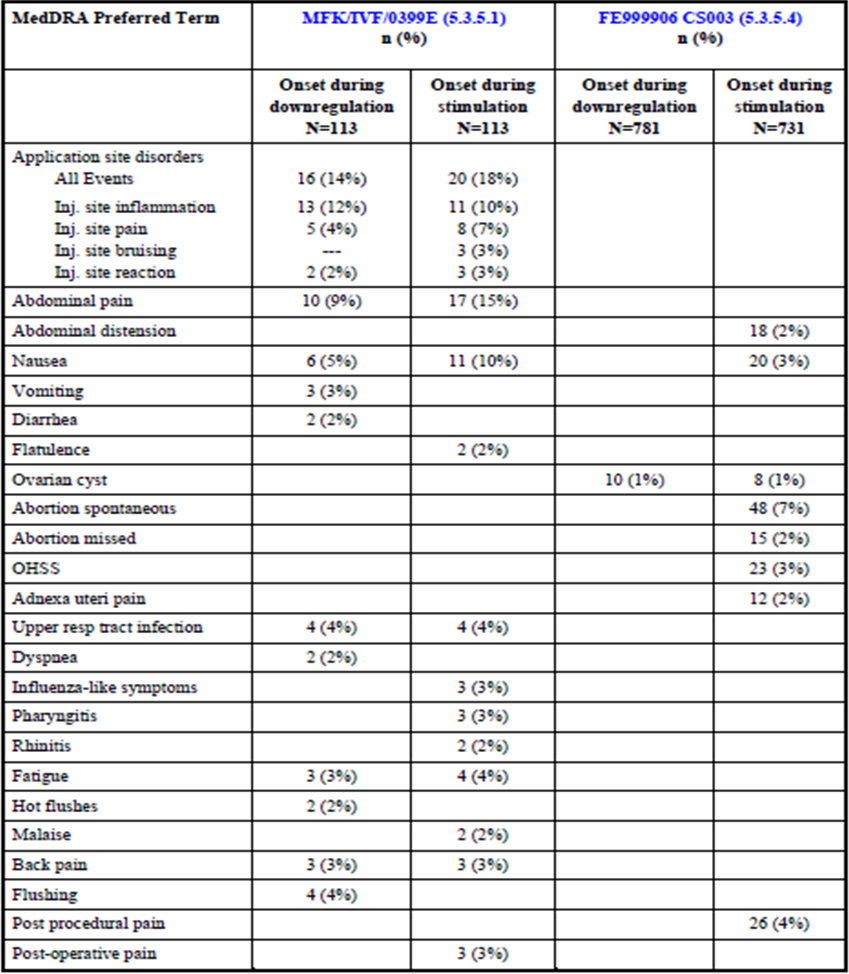 MedDRA Preferred Term MFK/IVF/0399E (5.3.5.1) FE999906 CS003 (5.3.5.4)
n (%) n (%)
Onset during Onset during Onset during Onset during
downregulation stimulation downregulation stimulation
N=113 N=113 N=781 N=731
Application site disorders
All Events 16 (14%) 20 (18%)
Inj. site inflammation 13 (12%) 11 (10%)
Inj. site pain 5 (4%) 8 (7%)
Inj. site bruising --- 3 (3%)
Inj. site reaction 2 (2%) 3 (3%)
Abdominal pain 10 (9%) 17 (15%)
Abdominal distension 18 (2%)
Nausea 6 (5%) 11 (10%) 20 (3%)
Vomiting 3 (3%)
Diarrhea 2 (2%)
Flatulence 2 (2%)
Ovarian cyst 10 (1%) 8 (1%)
Abortion spontaneous 48 (7%)
Abortion missed 15 (2%)
OHSS 23 (3%)
Adnexa uteri pain 12 (2%)
Upper resp tract infection 4 (4%) 4 (4%)
Dyspnea 2 (2%)
Influenza-like symptoms 3 (3%)
Pharyngitis 3 (3%)
Rhinitis 2 (2%)
Fatigue 3 (3%) 4 (4%)
Hot flushes 2 (2%)
Malaise 2 (2%)
Back pain 3 (3%) 3 (3%)
Flushing 4 (4%)
Post procedural pain 26 (4%)
Post-operative pain 3 (3%)